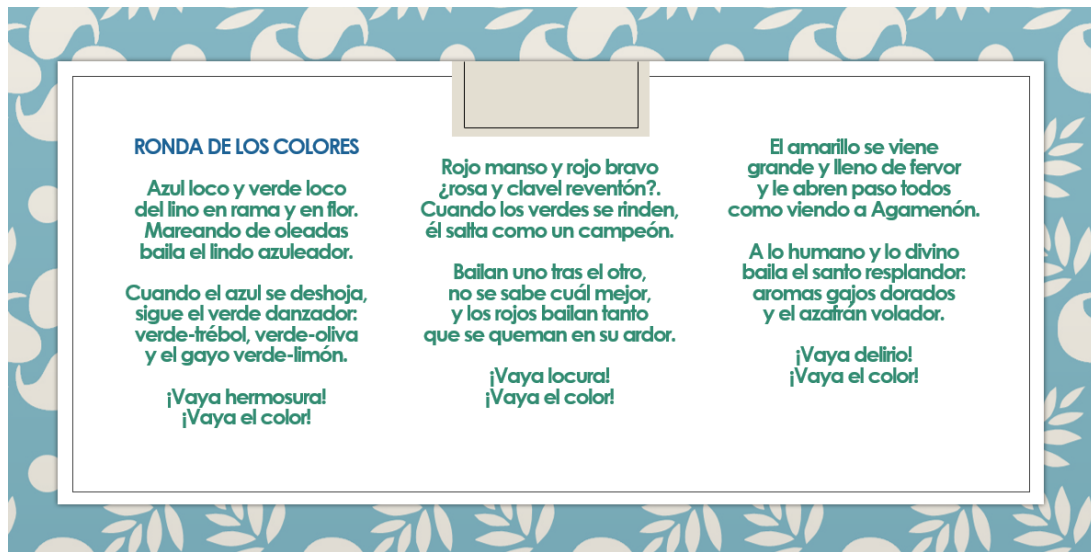 RONDA DE LOS COLORES
Azul loco y verde loco
del lino en rama y en flor.
Mareando de oleadas
baila el lindo azuleador.
Cuando el azul se deshoja,
sigue el verde danzador:
verde-trébol, verde-oliva
y el gayo verde-limón.
¡Vaya hermosura!
¡Vaya el color!
Rojo manso y rojo bravo
¿rosa y clavel reventón?.
Cuando los verdes se rinden,
él salta como un campeón.
Bailan uno tras el otro,
no se sabe cuál mejor,
y los rojos bailan tanto
que se queman en su ardor.
¡Vaya locura!
¡Vaya el color!
El amarillo se viene
grande y lleno de fervor
y le abren paso todos
como viendo a Agamenón.
A lo humano y lo divino
baila el santo resplandor:
aromas gajos dorados
y el azafrán volador.
¡Vaya delirio!
¡Vaya el color!